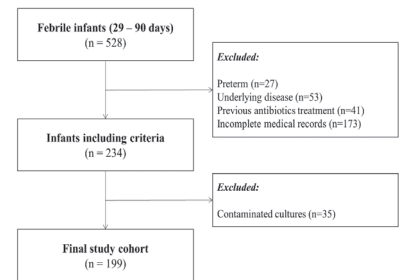 Febrile infants (29 – 90 days)
(n = 528)
Excluded:
Preterm (n=27)
Underlying disease (n=53)
Previous antibiotics treatment (n=41)
Incomplete medical records (n=173)
Infants including criteria
(n = 234)
Excluded:
Contaminated cultures (n=35)
Final study cohort
(n = 199)